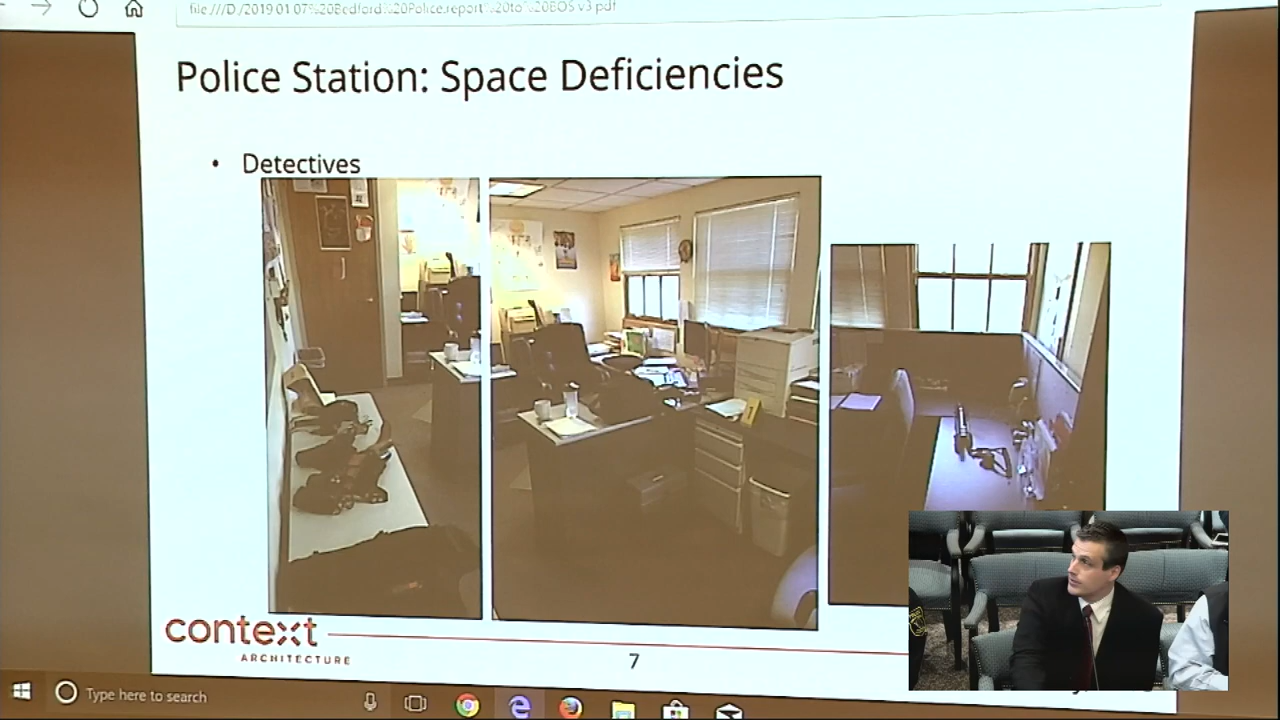 file:///D:/2019 01 07%20Bedford%20Police.report%20to%20BOS v3.pdf
Police Station: Space Deficiencies
• Detectives
context
ARCHITECTURE
7
Type here to search